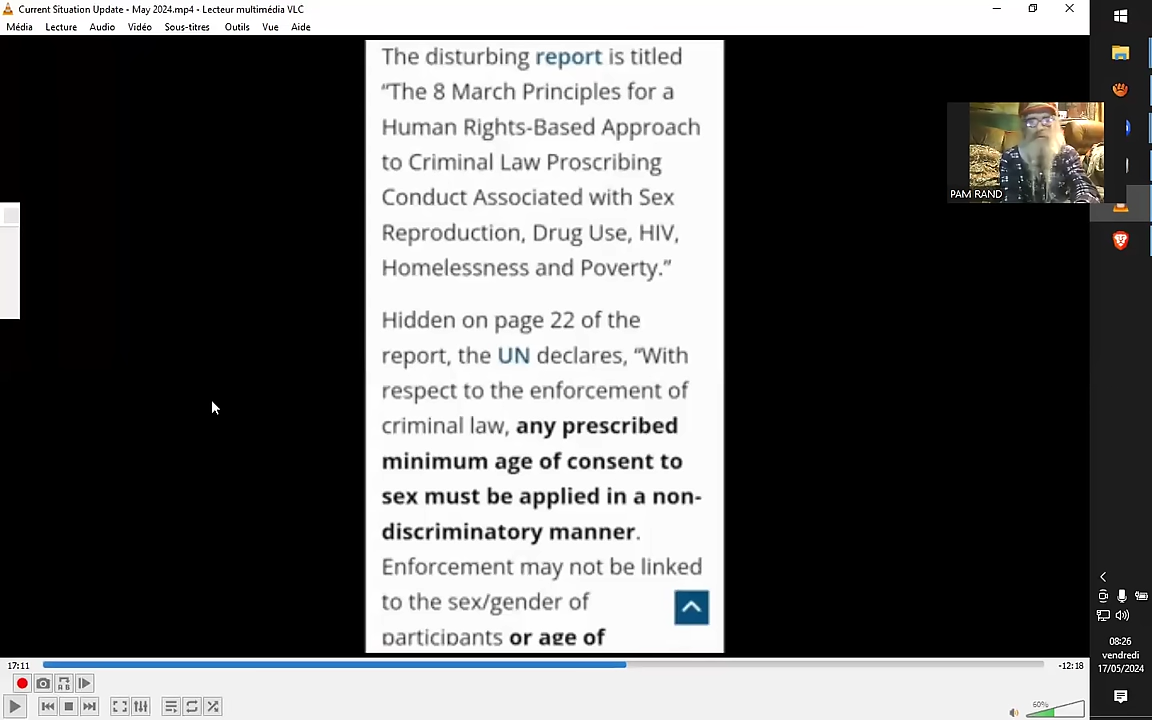 Current Situation Update - May 2024.mp4 - Lecteur multimédia VLC
Média Lecture Audio Vidéo Sous-titres Outils Vue Aide
The disturbing report is titled
“The 8 March Principles for a
Human Rights-Based Approach
to Criminal Law Proscribing
Conduct Associated with Sex
Reproduction, Drug Use, HIV,
Homelessness and Poverty.”
Hidden on page 22 of the
report, the UN declares, “With
respect to the enforcement of
criminal law, any prescribed
minimum age of consent to
sex must be applied in a non-
discriminatory manner.
Enforcement may not be linked
to the sex/gender of
participants or age of
PAM RAND
17:11
-12:18
60%
08:26
vendredi
17/05/2024